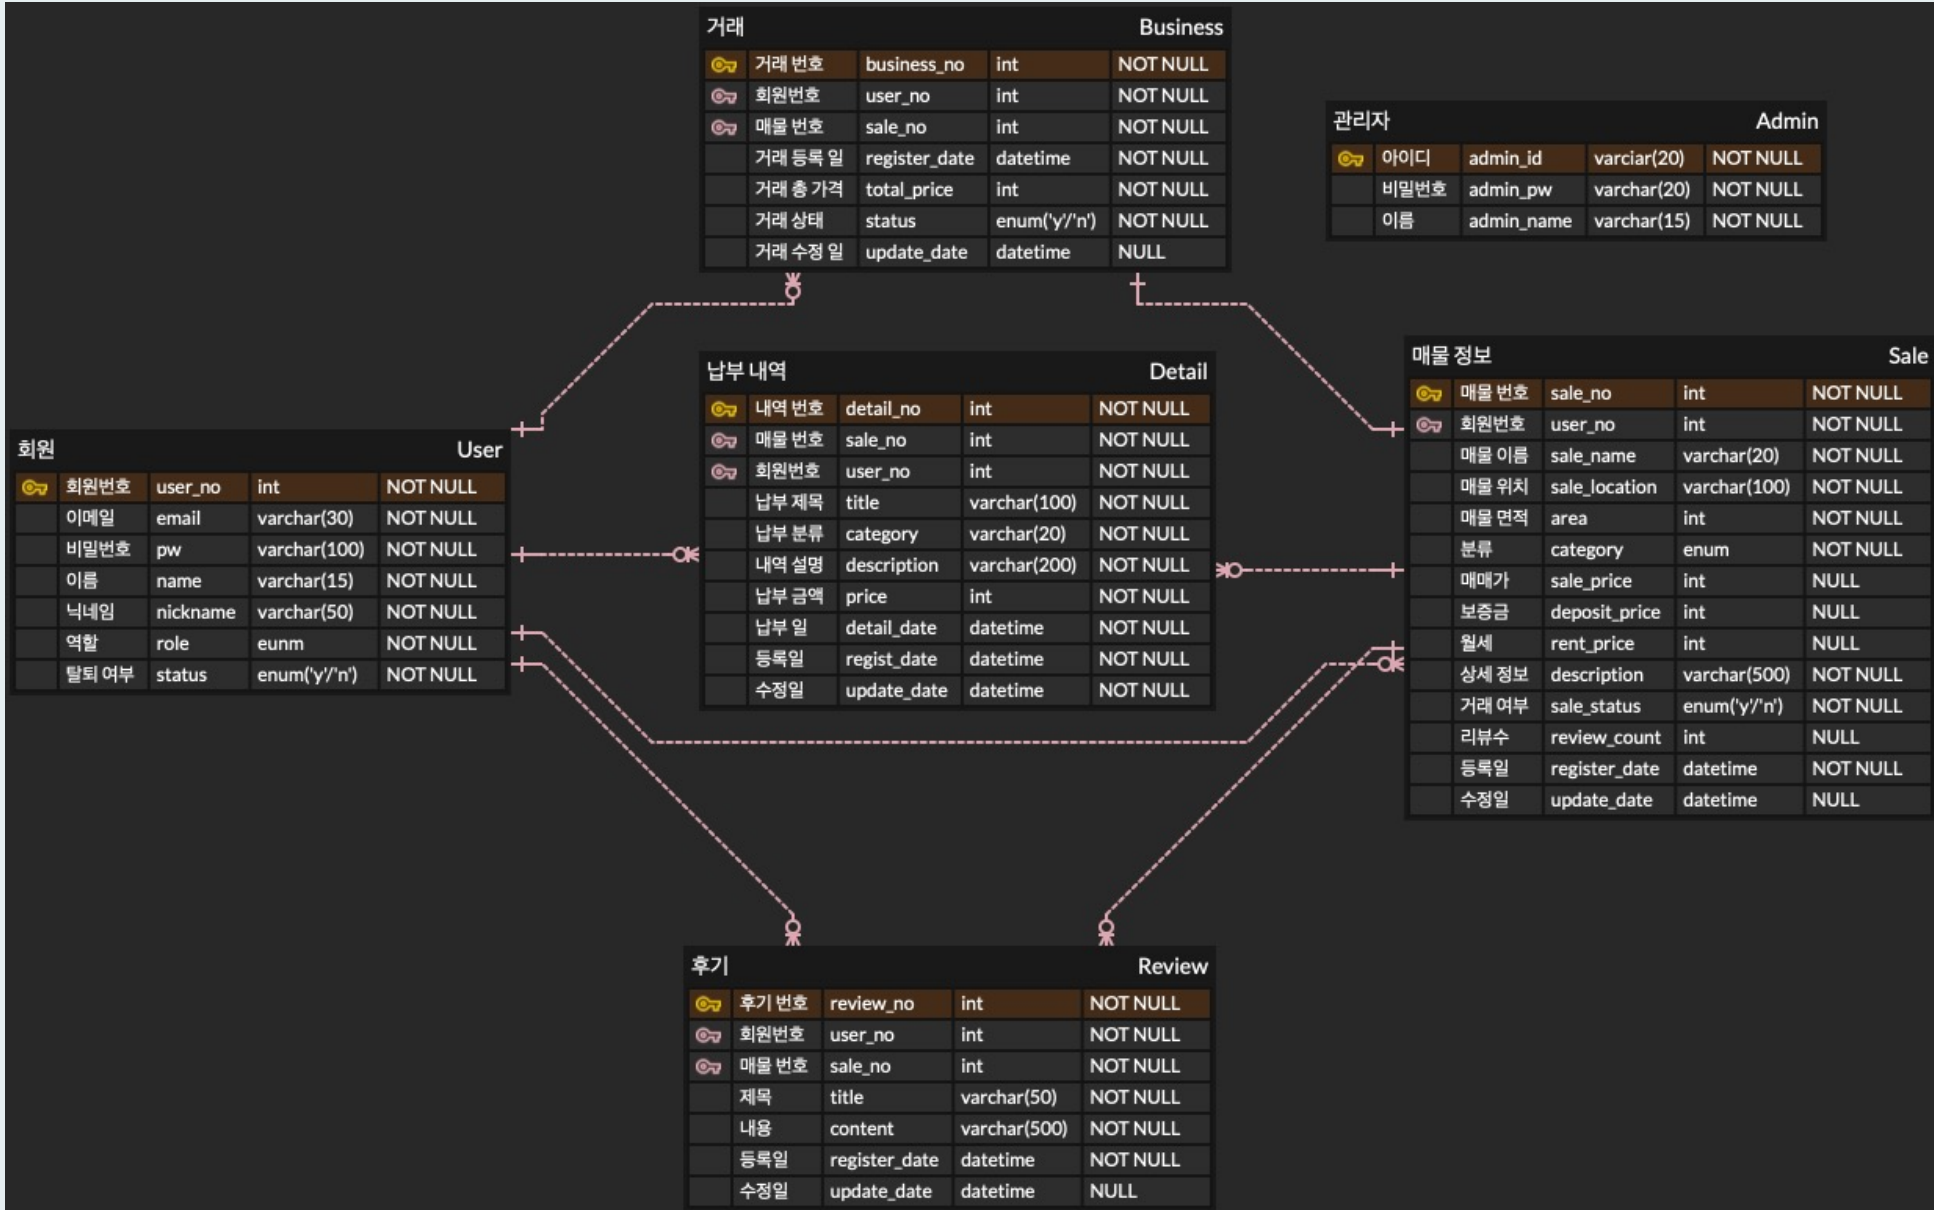 거래 Business
거래 번호 business_no int NOT NULL
회원번호 user_no int NOT NULL
매물 번호 sale_no int NOT NULL
거래 등록 일 register_date datetime NOT NULL
거래 총 가격 total_price int NOT NULL
거래 상태 status enum('y'/'n') NOT NULL
거래 수정 일 update_date datetime NULL
관리자 Admin
아이디 admin_id varciar(20) NOT NULL
비밀번호 admin_pw varchar(20) NOT NULL
이름 admin_name varchar(15) NOT NULL
납부 내역 Detail
내역 번호 detail_no int NOT NULL
매물 번호 sale_no int NOT NULL
회원번호 user_no int NOT NULL
납부 제목 title varchar(100) NOT NULL
납부 분류 category varchar(20) NOT NULL
내역 설명 description varchar(200) NOT NULL
납부 금액 price int NOT NULL
납부 일 detail_date datetime NOT NULL
등록일 regist_date datetime NOT NULL
수정일 update_date datetime NOT NULL
매물 정보 Sale
매물 번호 sale_no int NOT NULL
회원번호 user_no int NOT NULL
매물 이름 sale_name varchar(20) NOT NULL
매물 위치 sale_location varchar(100) NOT NULL
매물 면적 area int NOT NULL
분류 category enum NOT NULL
매매가 sale_price int NULL
보증금 deposit_price int NULL
월세 rent_price int NULL
상세 정보 description varchar(500) NOT NULL
거래 여부 sale_status enum('y'/'n') NOT NULL
리뷰수 review_count int NULL
등록일 register_date datetime NOT NULL
수정일 update_date datetime NULL
회원 User
회원번호 user_no int NOT NULL
이메일 email varchar(30) NOT NULL
비밀번호 pw varchar(100) NOT NULL
이름 name varchar(15) NOT NULL
닉네임 nickname varchar(50) NOT NULL
역할 role eunm NOT NULL
탈퇴 여부 status enum('y'/'n') NOT NULL
후기 Review
후기 번호 review_no int NOT NULL
회원번호 user_no int NOT NULL
매물 번호 sale_no int NOT NULL
제목 title varchar(50) NOT NULL
내용 content varchar(500) NOT NULL
등록일 register_date datetime NOT NULL
수정일 update_date datetime NULL